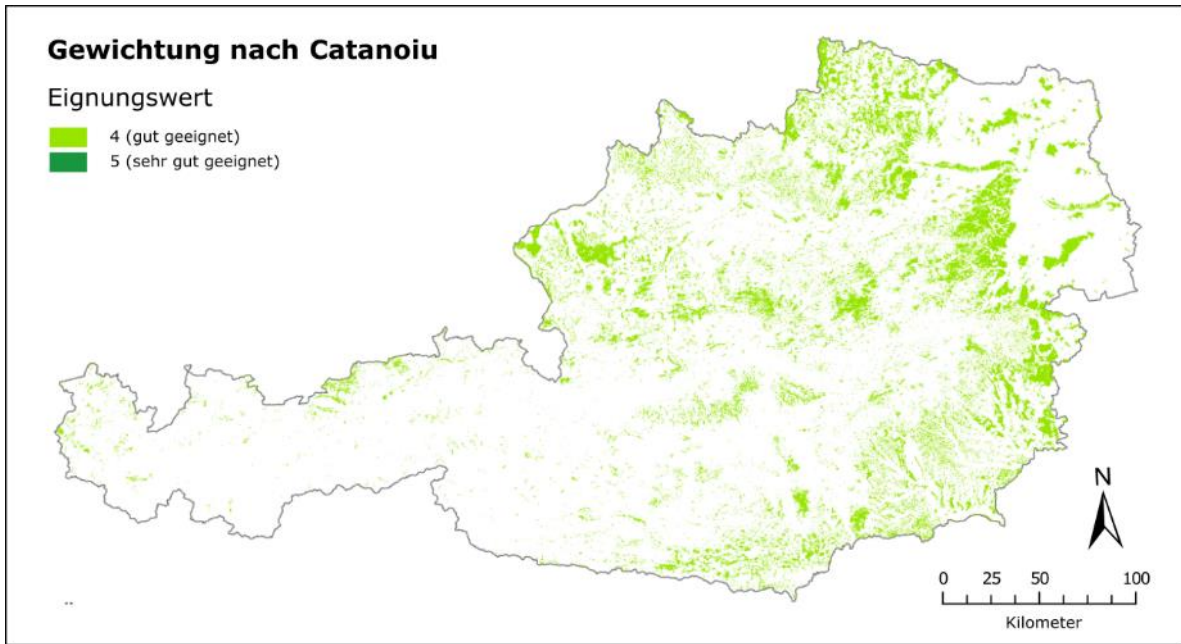 Gewichtung nach Catanoiu
Eignungswert
4 (gut geeignet)
5 (sehr gut geeignet)
N
0 25 50 100
Kilometer